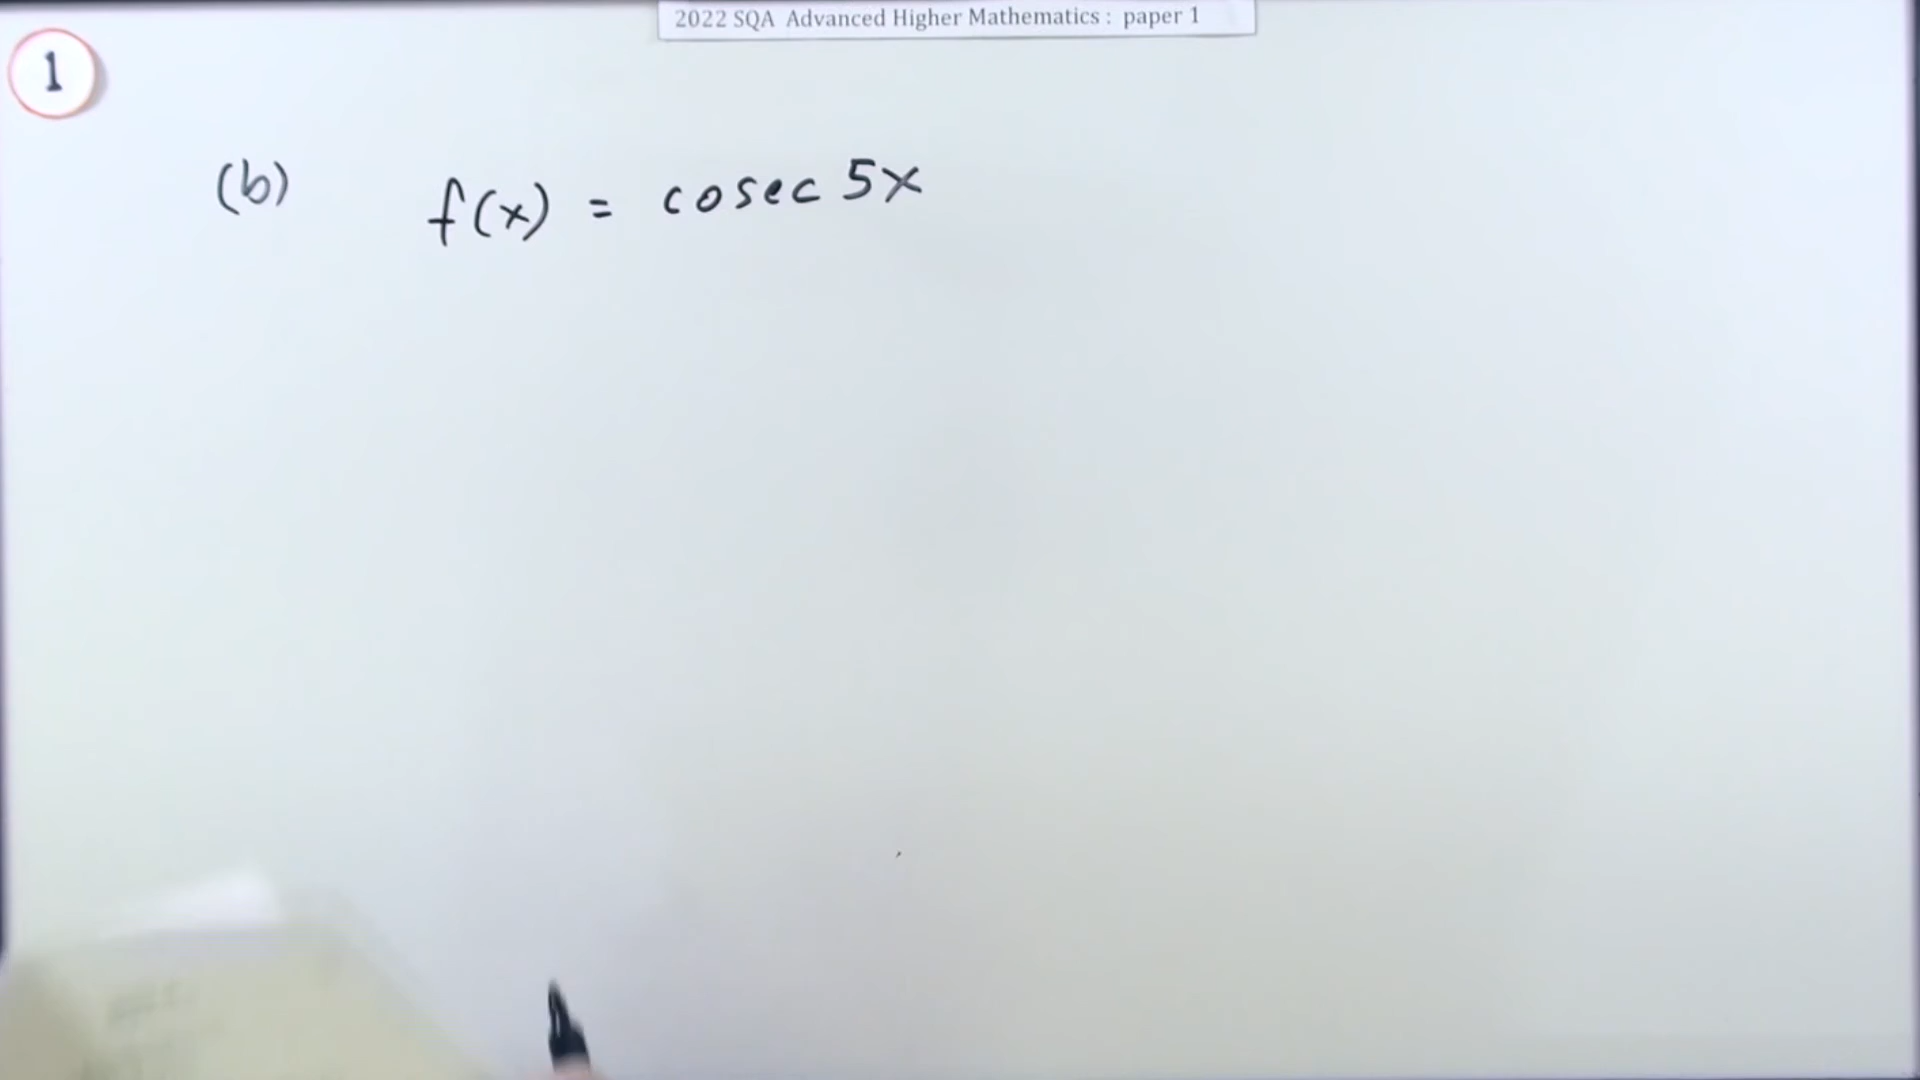 2022 SQA Advanced Higher Mathematics : paper 1
1
(b) f(x) = cosec 5x